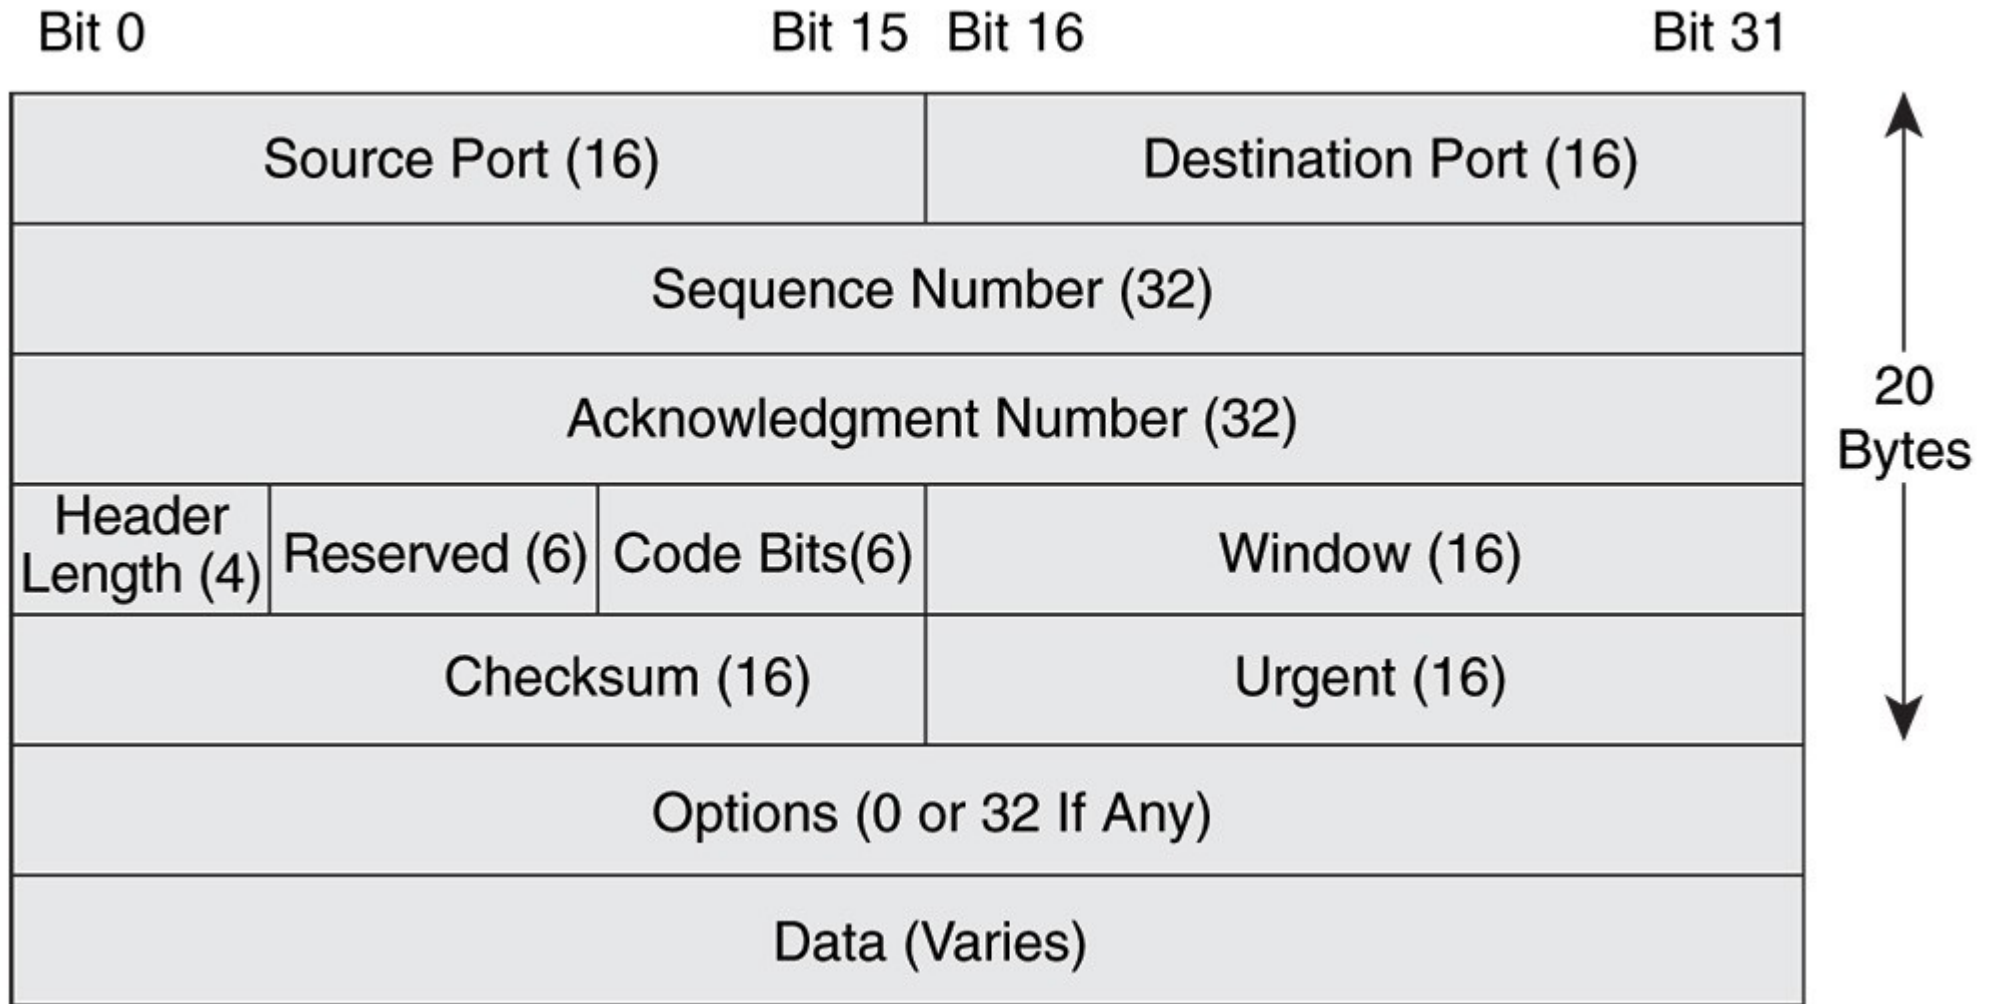 Bit 0 Bit 15 Bit 16 Bit 31
Source Port (16) Destination Port (16)
Sequence Number (32)
Acknowledgment Number (32)
20
Bytes
Header
Length (4)
Reserved (6) Code Bits(6) Window (16)
Checksum (16) Urgent (16)
Options (0 or 32 If Any)
Data (Varies)